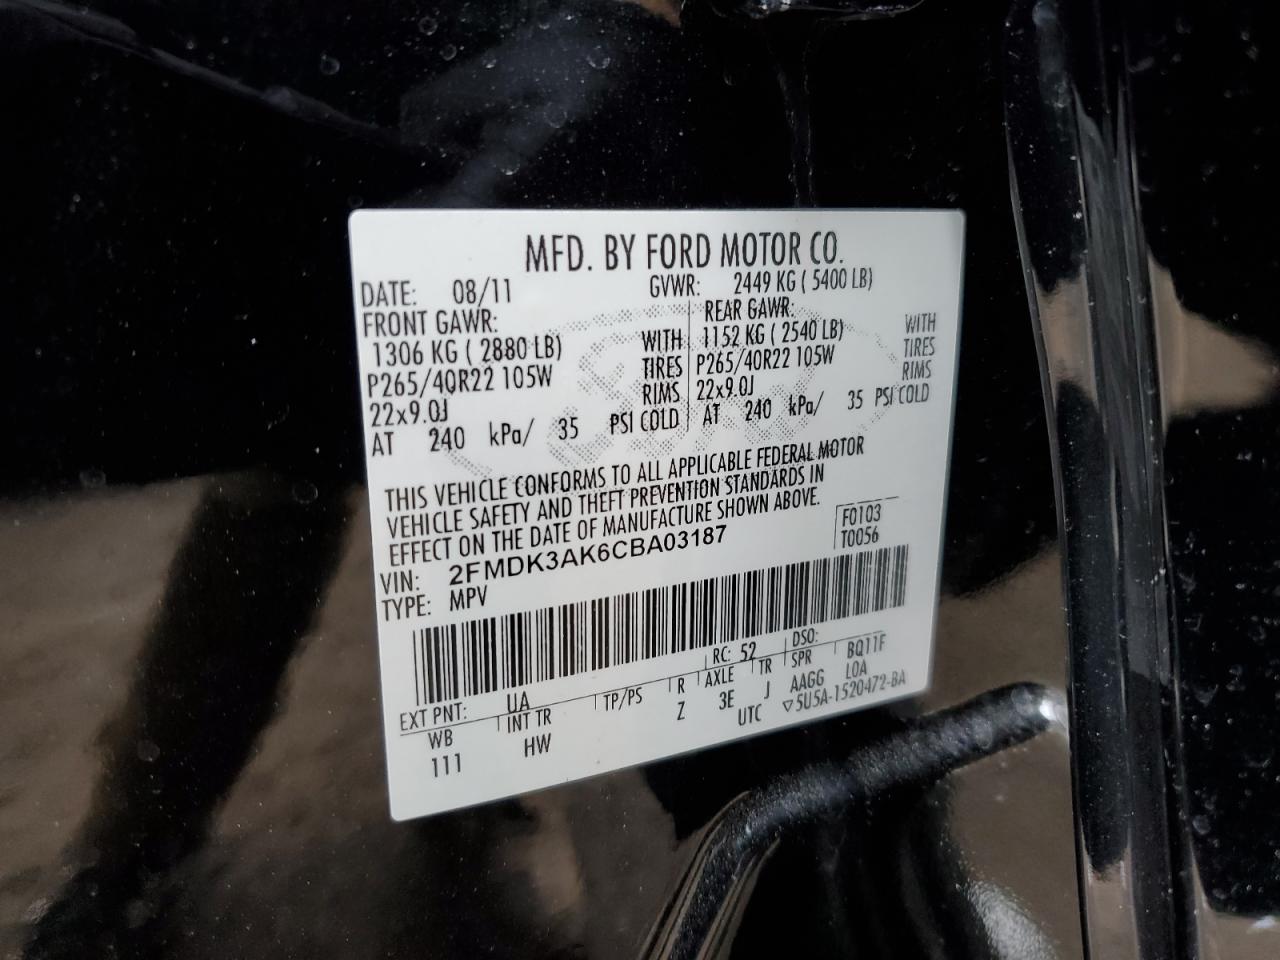 MFD. BY FORD MOTOR CO.
DATE: 08/11 GVWR: 2449 KG ( 5400 LB)
FRONT GAWR: REAR GAWR:
1306 KG ( 2880 LB) WITH 1152 KG ( 2540 LB) WITH
P265/40R22 105W TIRES P265/40R22 105W TIRES
22x9.0J RIMS 22x9.0J RIMS
AT 240 kPa/ 35 PSI COLD AT 240 kPa/ 35 PSI COLD
THIS VEHICLE CONFORMS TO ALL APPLICABLE FEDERAL MOTOR
VEHICLE SAFETY AND THEFT PREVENTION STANDARDS IN
EFFECT ON THE DATE OF MANUFACTURE SHOWN ABOVE.
F0103
T0056
VIN: 2FMDK3AK6CBA03187
TYPE: MPV
EXT PNT: UA RC: 52 DSO:
WB INT TR TP/PS R AXLE TR SPR BQ11F
111 HW Z 3E J AAGG LOA
UTC ▽5U5A-1520472-BA